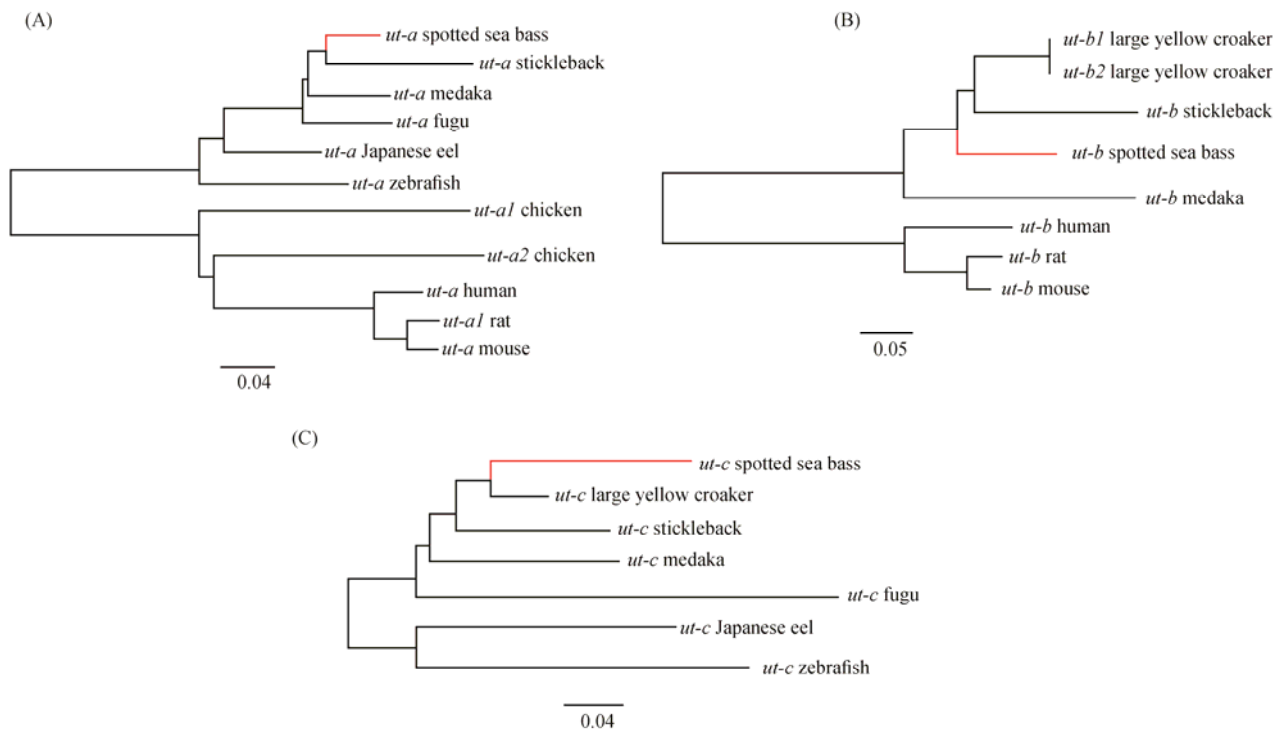 (A)
ut-a spotted sea bass
ut-a stickleback
ut-a medaka
ut-a fugu
ut-a Japanese eel
ut-a zebrafish
ut-a1 chicken
ut-a2 chicken
ut-a human
ut-a1 rat
ut-a mouse
0.04
(B)
ut-b1 large yellow croaker
ut-b2 large yellow croaker
ut-b stickleback
ut-b spotted sea bass
ut-b medaka
ut-b human
ut-b rat
ut-b mouse
0.05
(C)
ut-c spotted sea bass
ut-c large yellow croaker
ut-c stickleback
ut-c medaka
ut-c fugu
ut-c Japanese eel
ut-c zebrafish
0.04